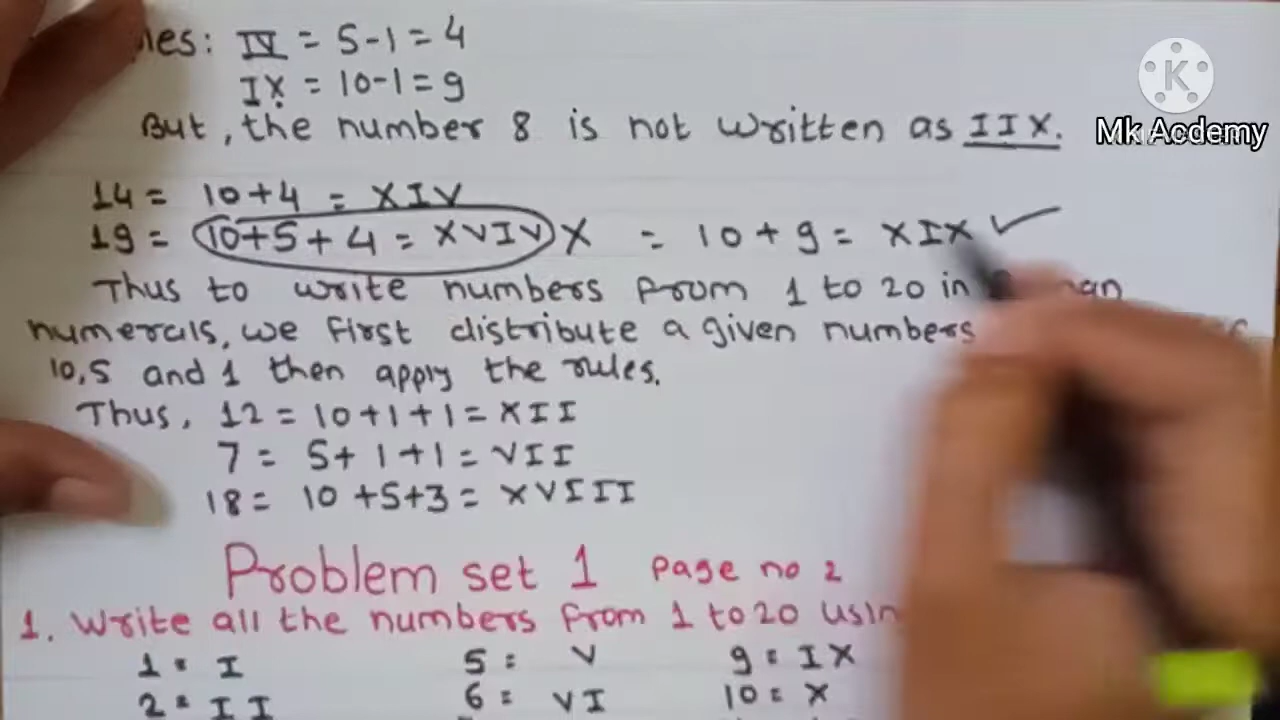 les: IV = 5-1 = 4
IX = 10-1 = 9
But, the number 8 is not written as IIX.
K
Mk Acdemy
14 = 10+4 = XIV
19 = 10+5+4 = XVIV X = 10+9 = XIX ✓
Thus to write numbers from 1 to 20 in
numerals, we first distribute a given numbers
10,5 and 1 then apply the rules.
Thus, 12 = 10+1+1 = XII
7 = 5+1+1 = VII
18 = 10+5+3 = XVIII
Problem set 1 Page no 2
1. Write all the numbers from 1 to 20 usin
1 = I 5 = V 9 = IX
2 = II 6 = VI 10 = X